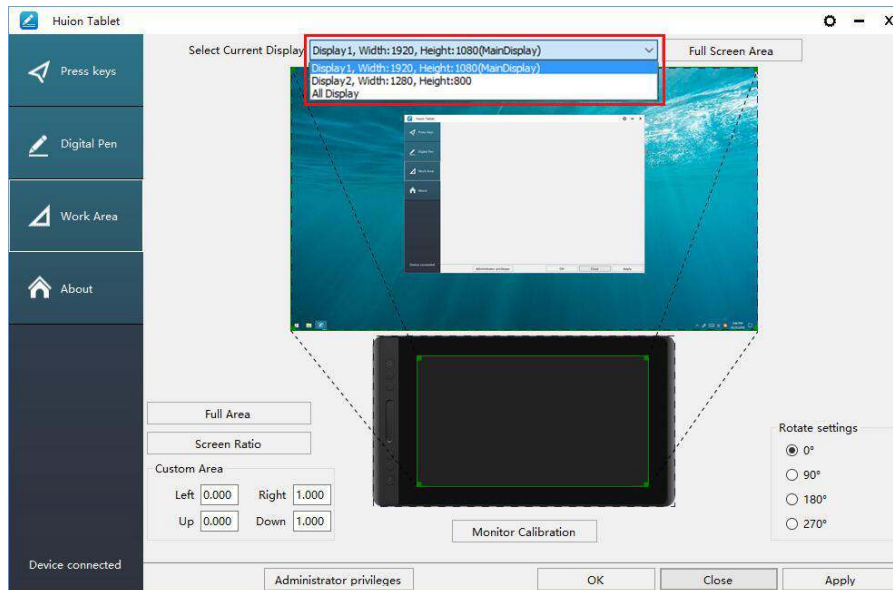 Huion Tablet
Press keys
Digital Pen
Work Area
About
Device connected
Select Current Display
Display1, Width:1920, Height:1080(MainDisplay)
Full Screen Area
Display1, Width:1920, Height:1080(MainDisplay)
Display2, Width:1280, Height:800
All Display
Full Area
Screen Ratio
Custom Area
Left 0.000 Right 1.000
Up 0.000 Down 1.000
Monitor Calibration
Rotate settings
0°
90°
180°
270°
Administrator privileges
OK
Close
Apply